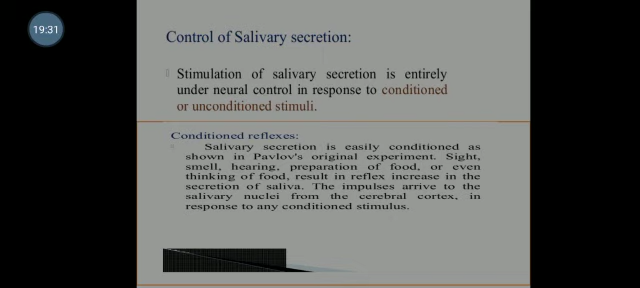 19:31
Control of Salivary secretion:
Stimulation of salivary secretion is entirely
under neural control in response to conditioned
or unconditioned stimuli.
Conditioned reflexes:
Salivary secretion is easily conditioned as
shown in Pavlov's original experiment. Sight,
smell, hearing, preparation of food, or even
thinking of food, result in reflex increase in the
secretion of saliva. The impulses arrive to the
salivary nuclei from the cerebral cortex, in
response to any conditioned stimulus.